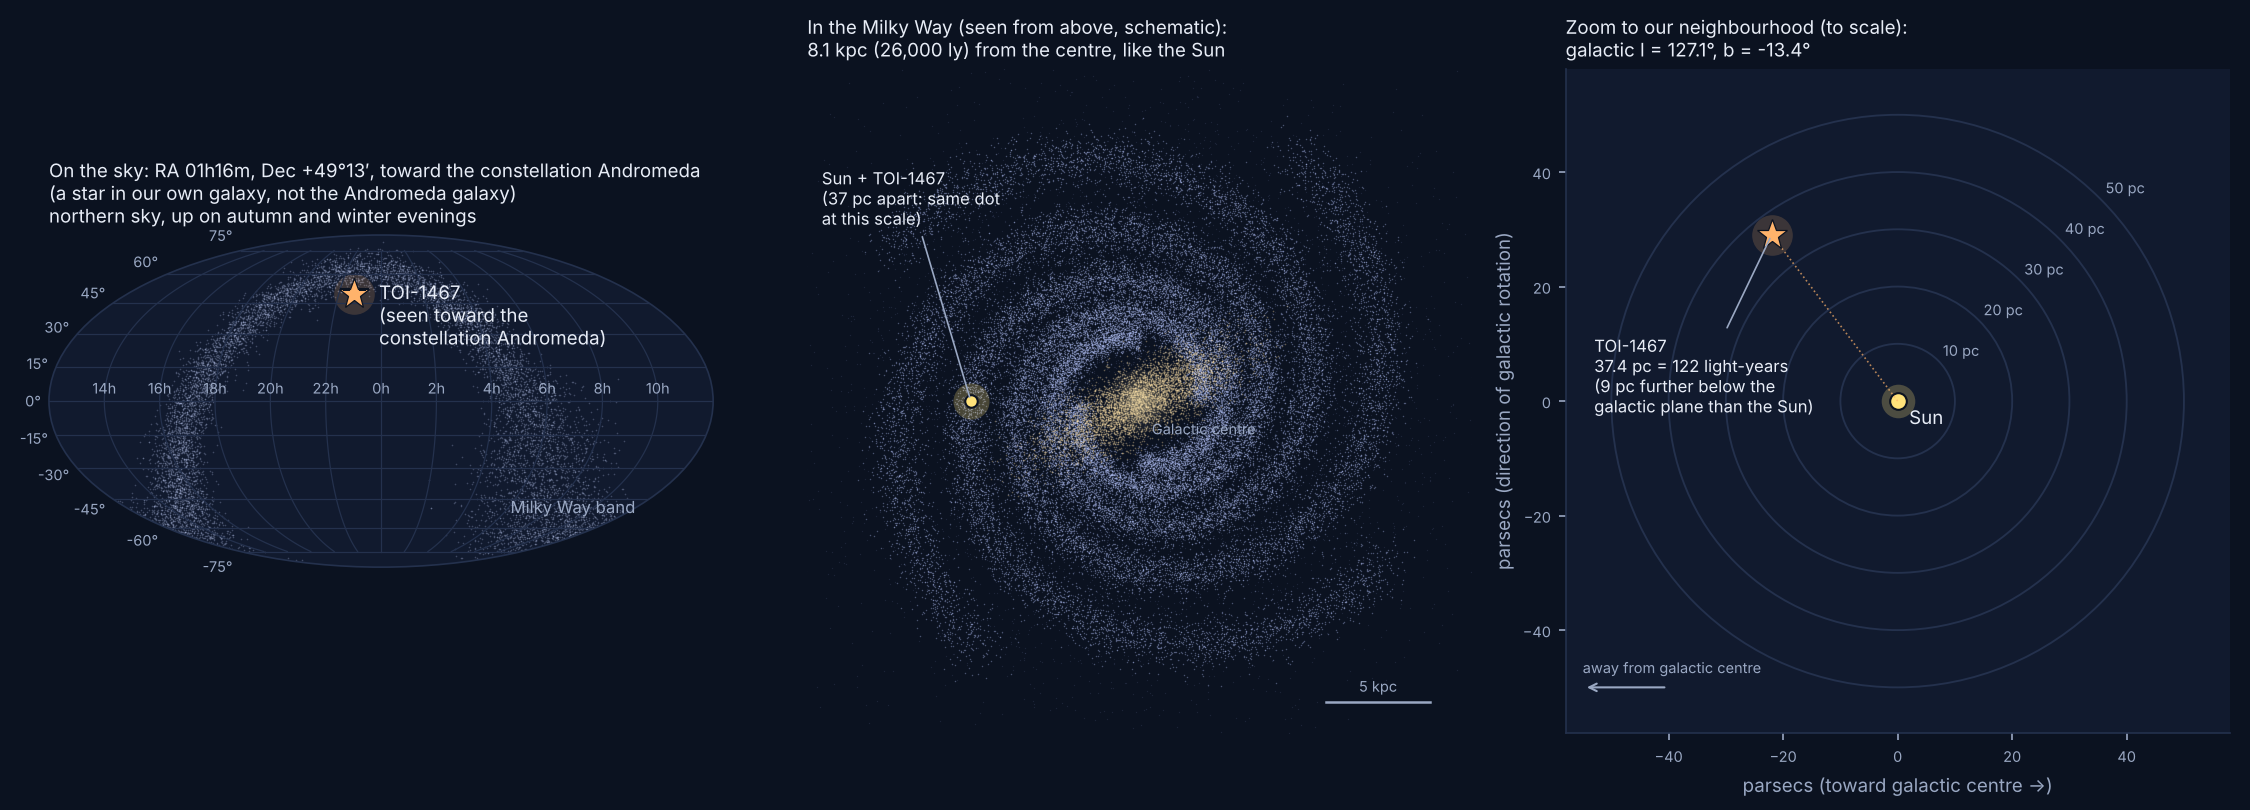 On the sky: RA 01h16m, Dec +49°13′, toward the constellation Andromeda
(a star in our own galaxy, not the Andromeda galaxy)
northern sky, up on autumn and winter evenings
75°
60°
45°
30°
15°
0°
-15°
-30°
-45°
-60°
-75°
14h 16h 18h 20h 22h 0h 2h 4h 6h 8h 10h
TOI-1467
(seen toward the
constellation Andromeda)
Milky Way band
In the Milky Way (seen from above, schematic):
8.1 kpc (26,000 ly) from the centre, like the Sun
Sun + TOI-1467
(37 pc apart: same dot
at this scale)
Galactic centre
5 kpc
Zoom to our neighbourhood (to scale):
galactic l = 127.1°, b = -13.4°
50 pc
40 pc
30 pc
20 pc
10 pc
TOI-1467
37.4 pc = 122 light-years
(9 pc further below the
galactic plane than the Sun)
Sun
away from galactic centre
40
20
0
−20
−40
parsecs (direction of galactic rotation)
−40 −20 0 20 40
parsecs (toward galactic centre →)